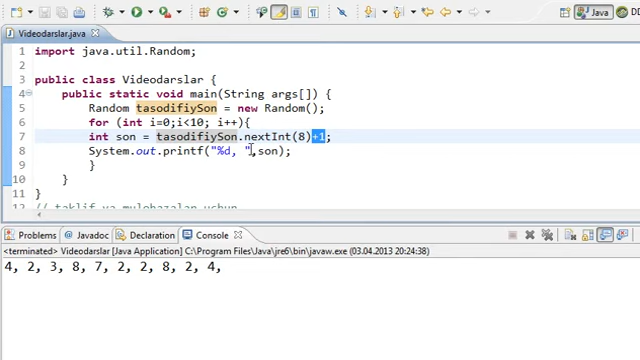 Java
DD
Videodarslar.java
1 import java.util.Random;
2
3 public class Videodarslar {
4 public static void main(String args[]) {
5 Random tasodifiySon = new Random();
6 for (int i=0;i<10; i++){
7 int son = tasodifiySon.nextInt(8)+1;
8 System.out.printf("%d, ",son);
9 }
10 }
11 }
12 // taklif va mulohazalar uchun
Problems Javadoc Declaration Console
<terminated> Videodarslar [Java Application] C:\Program Files\Java\jre6\bin\javaw.exe (03.04.2013 20:24:38)
4, 2, 3, 8, 7, 2, 2, 8, 2, 4,